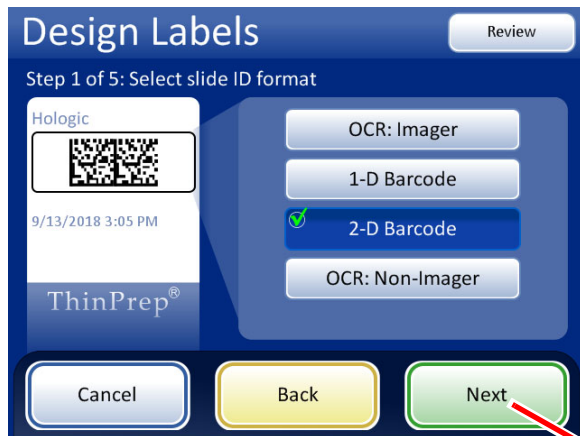 Design Labels
Review
Step 1 of 5: Select slide ID format
Hologic
9/13/2018 3:05 PM
ThinPrep®
OCR: Imager
1-D Barcode
2-D Barcode
OCR: Non-Imager
Cancel
Back
Next